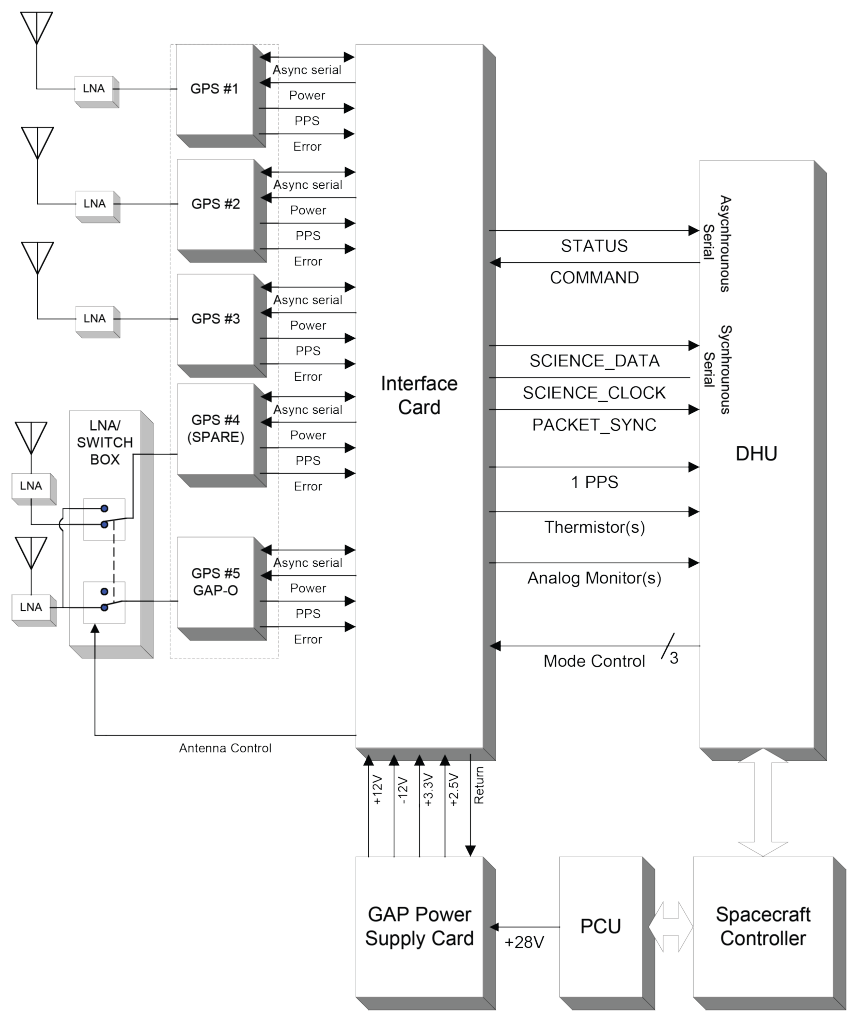 LNA
GPS #1
Async serial
Power
PPS
Error
LNA
GPS #2
Async serial
Power
PPS
Error
LNA
GPS #3
Async serial
Power
PPS
Error
LNA/
SWITCH
BOX
LNA
GPS #4
(SPARE)
Async serial
Power
PPS
Error
LNA
GPS #5
GAP-O
Async serial
Power
PPS
Error
Antenna Control
Interface
Card
STATUS
COMMAND
SCIENCE_DATA
SCIENCE_CLOCK
PACKET_SYNC
1 PPS
Thermistor(s)
Analog Monitor(s)
Mode Control
3
Asycnhrounous
Serial
Sycnhrounous
Serial
DHU
+12V
-12V
+3.3V
+2.5V
Return
GAP Power
Supply Card
+28V
PCU
Spacecraft
Controller